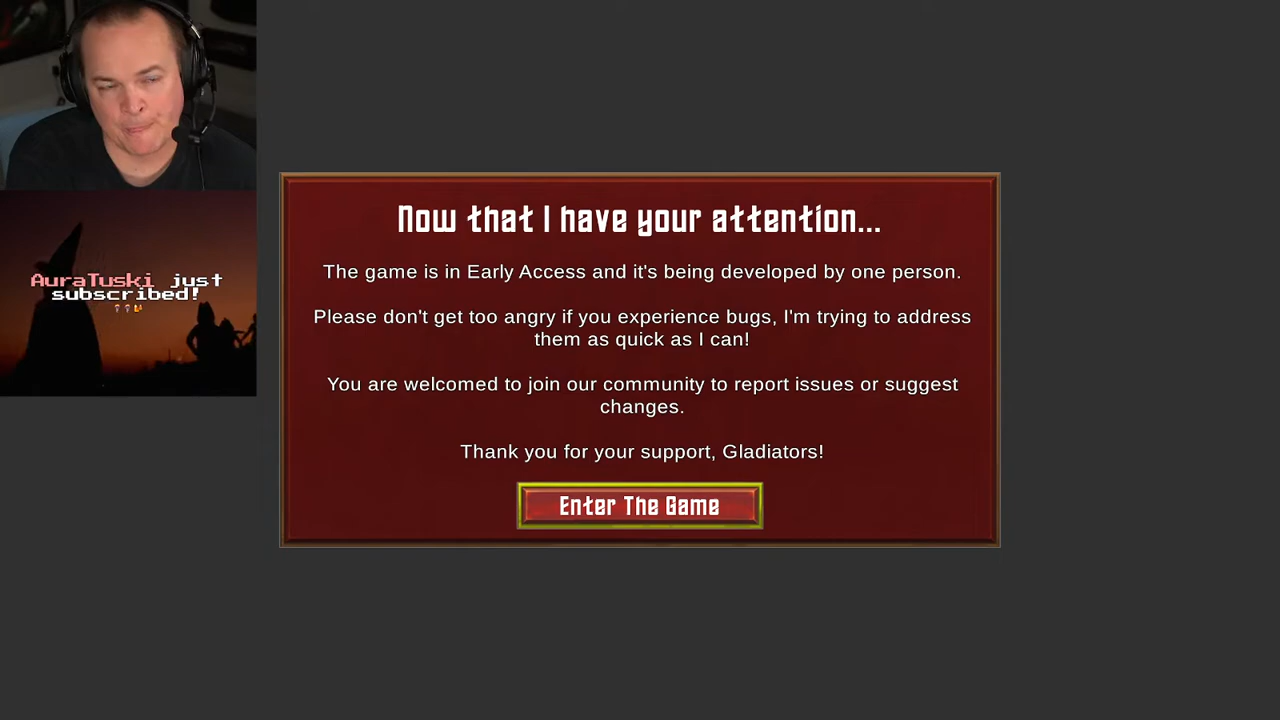 Now that I have your attention...
The game is in Early Access and it's being developed by one person.
Please don't get too angry if you experience bugs, I'm trying to address
them as quick as I can!
You are welcomed to join our community to report issues or suggest
changes.
Thank you for your support, Gladiators!
Enter The Game
AuraTuski just
subscribed!